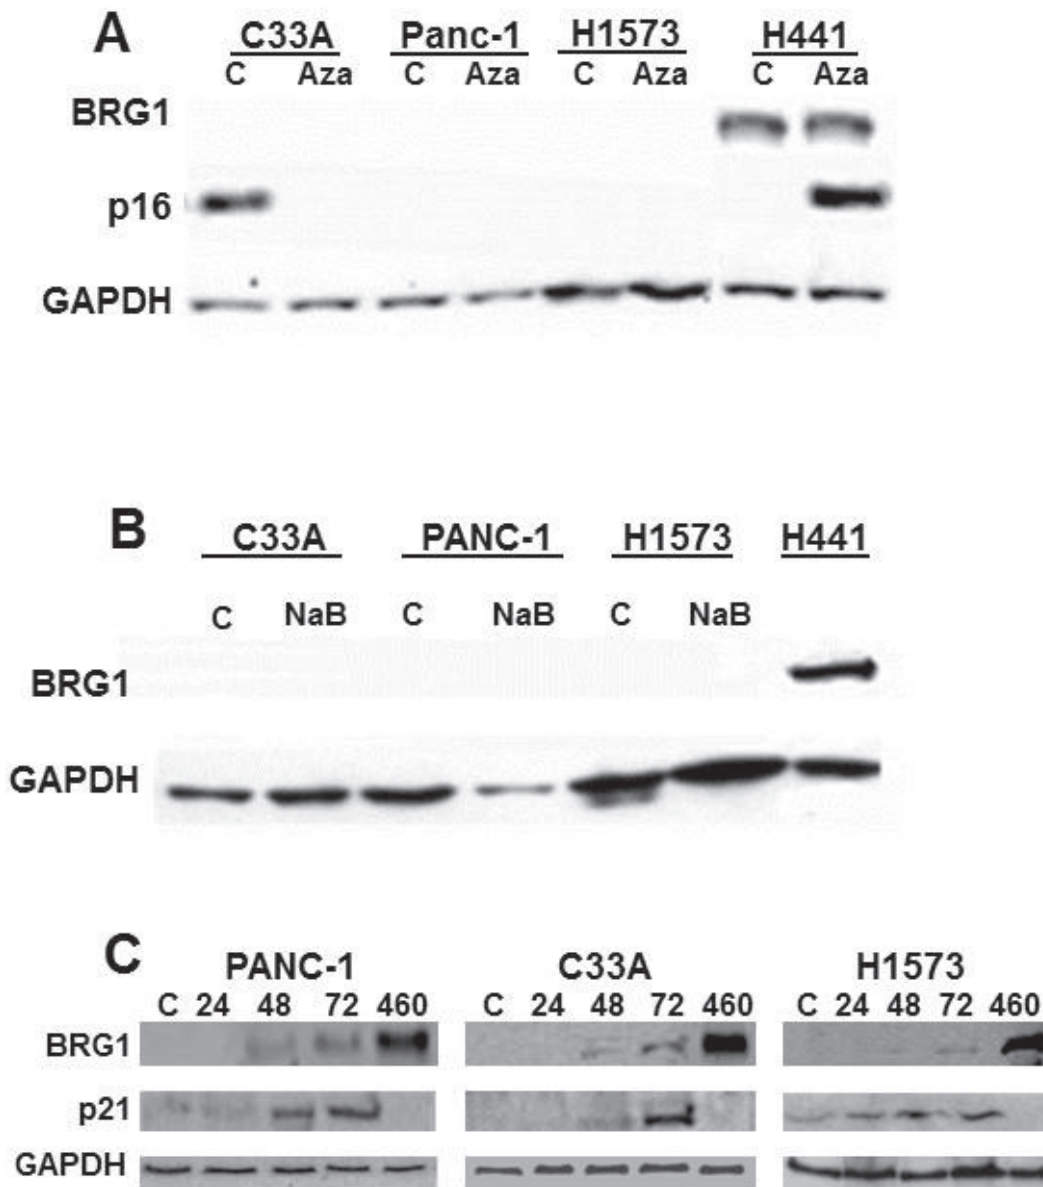 A
C33A Panc-1 H1573 H441
C Aza C Aza C Aza C Aza
BRG1
p16
GAPDH
B
C33A PANC-1 H1573 H441
C NaB C NaB C NaB
BRG1
GAPDH
C
PANC-1 C33A H1573
C 24 48 72 460 C 24 48 72 460 C 24 48 72 460
BRG1
p21
GAPDH